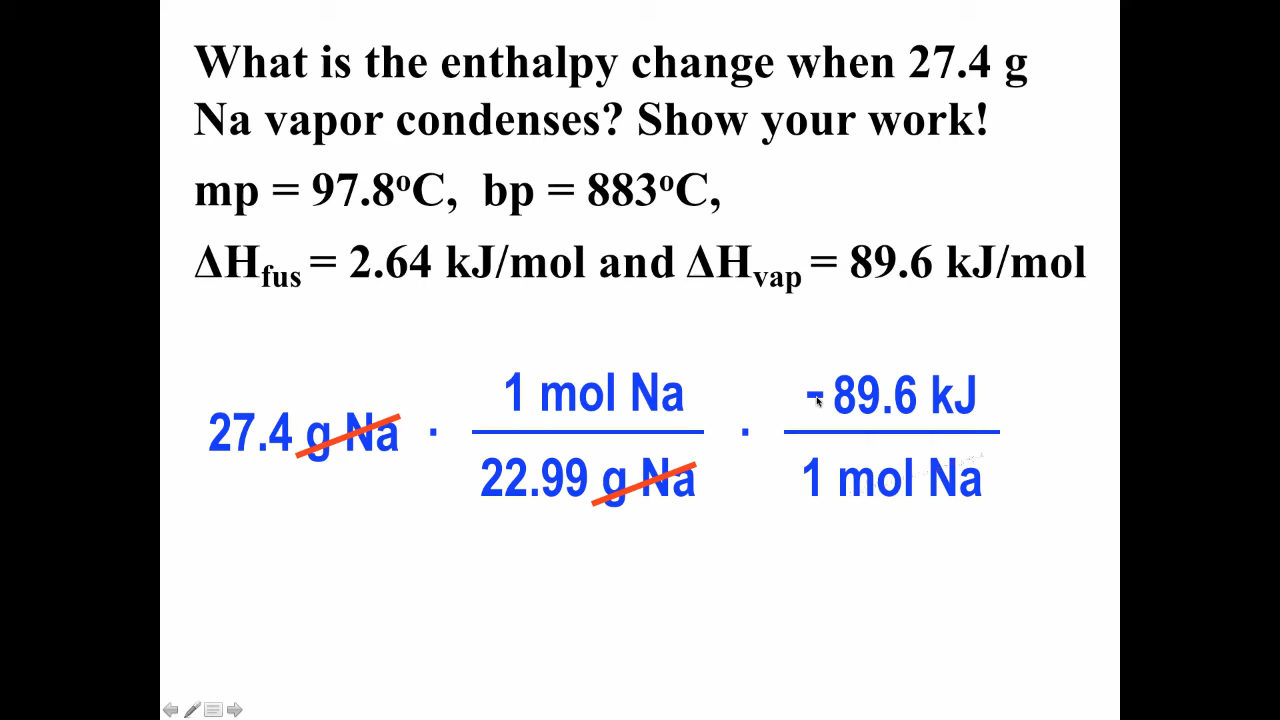 What is the enthalpy change when 27.4 g
Na vapor condenses? Show your work!
mp = 97.8ºC,  bp = 883ºC,
ΔHfus = 2.64 kJ/mol and ΔHvap = 89.6 kJ/mol
1 mol Na
-89.6 kJ
27.4 g Na · ·
22.99 g Na
1 mol Na